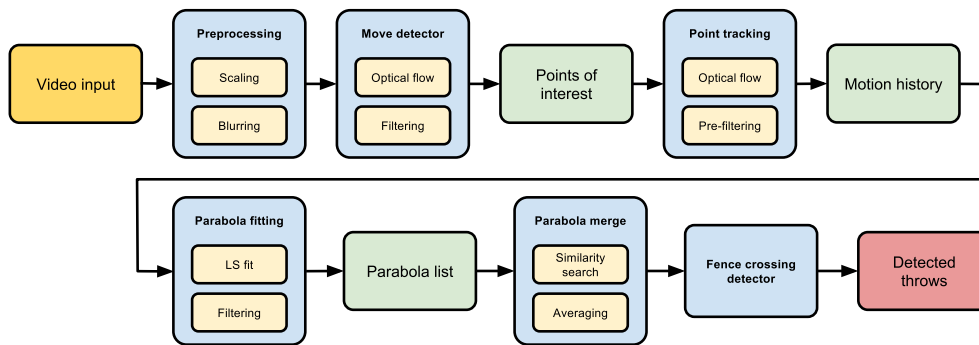 Video input
Preprocessing
Scaling
Blurring
Move detector
Optical flow
Filtering
Points of
interest
Point tracking
Optical flow
Pre-filtering
Motion history
Parabola fitting
LS fit
Filtering
Parabola list
Parabola merge
Similarity
search
Averaging
Fence crossing
detector
Detected
throws